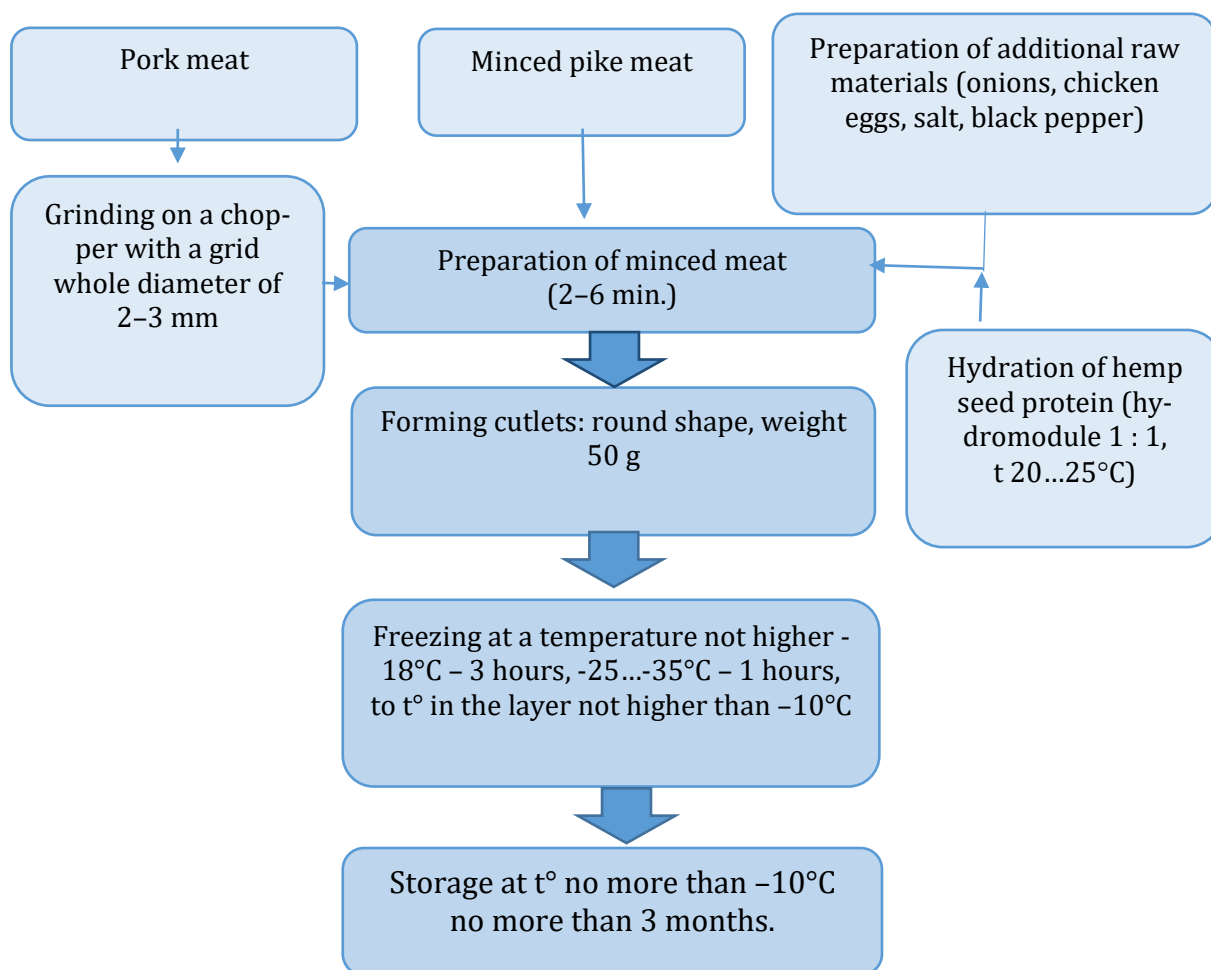 Pork meat
Minced pike meat
Preparation of additional raw
materials (onions, chicken
eggs, salt, black pepper)
Grinding on a chop-
per with a grid
whole diameter of
2–3 mm
Preparation of minced meat
(2–6 min.)
Hydration of hemp
seed protein (hy-
dromodule 1 : 1,
t 20…25°C)
Forming cutlets: round shape, weight
50 g
Freezing at a temperature not higher -
18°C – 3 hours, -25…-35°C – 1 hours,
to t° in the layer not higher than –10°C
Storage at t° no more than –10°C
no more than 3 months.